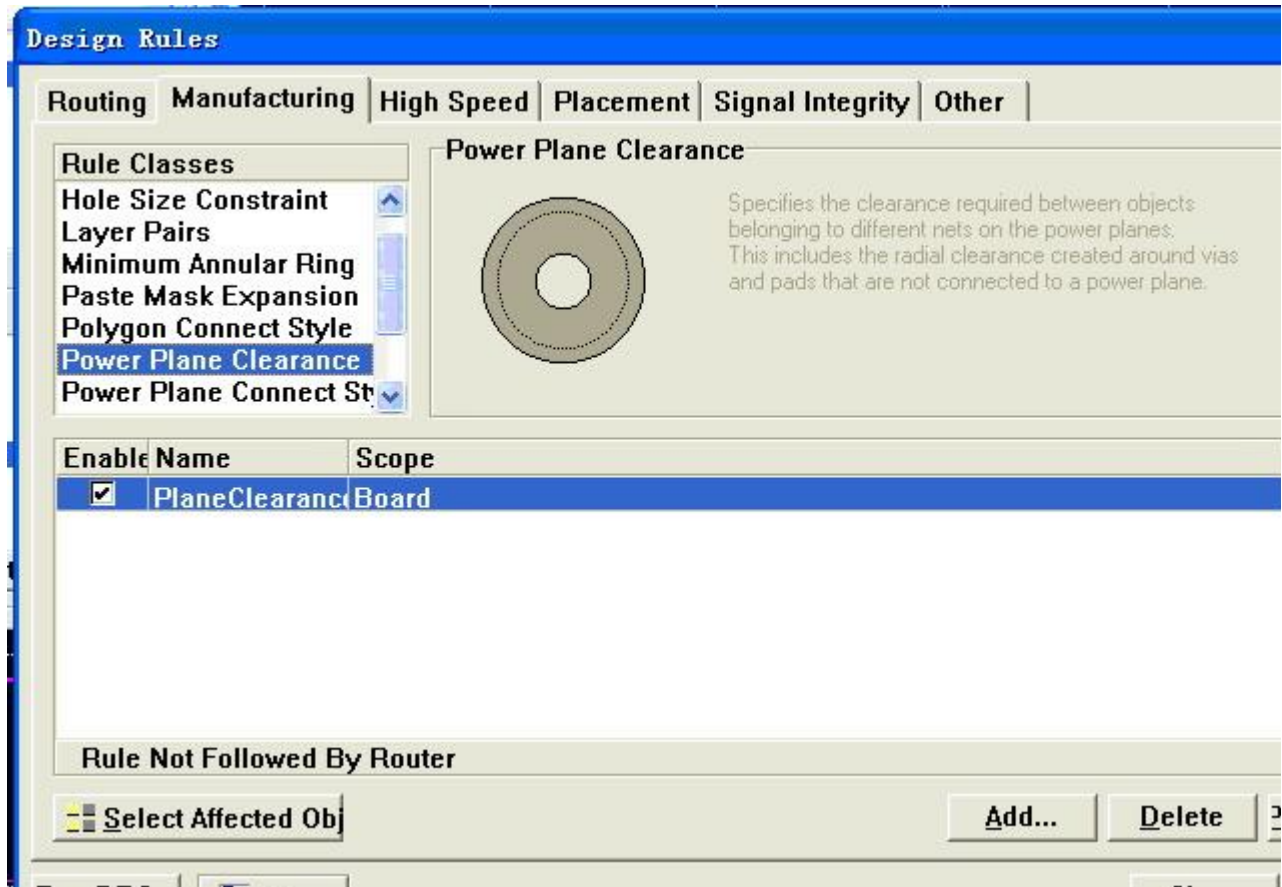 Design Rules
Routing Manufacturing High Speed Placement Signal Integrity Other
Rule Classes
Hole Size Constraint
Layer Pairs
Minimum Annular Ring
Paste Mask Expansion
Polygon Connect Style
Power Plane Clearance
Power Plane Connect Sty
Power Plane Clearance
Specifies the clearance required between objects
belonging to different nets on the power planes.
This includes the radial clearance created around vias
and pads that are not connected to a power plane.
Enable Name Scope
PlaneClearanc Board
Rule Not Followed By Router
Select Affected Obj Add... Delete